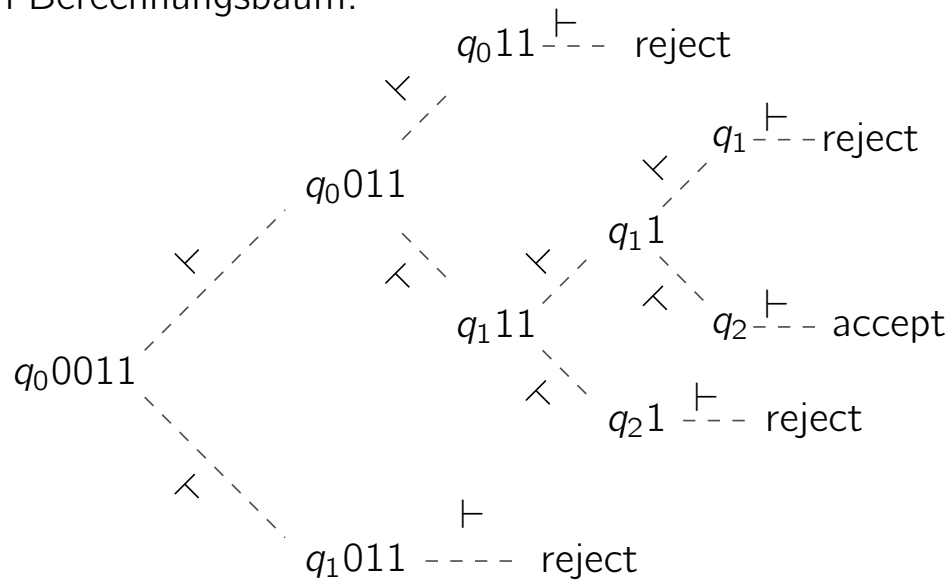 Berechnungsbaum:
q₀11 ⊢ reject
⊢
q₁ ⊢ reject
q₀011
⊢
q₁1
⊢
⊢
⊢
⊢
q₁11
q₂ ⊢ accept
q₀0011
⊢
q₂1 ⊢ reject
⊢
q₁011 ⊢ reject